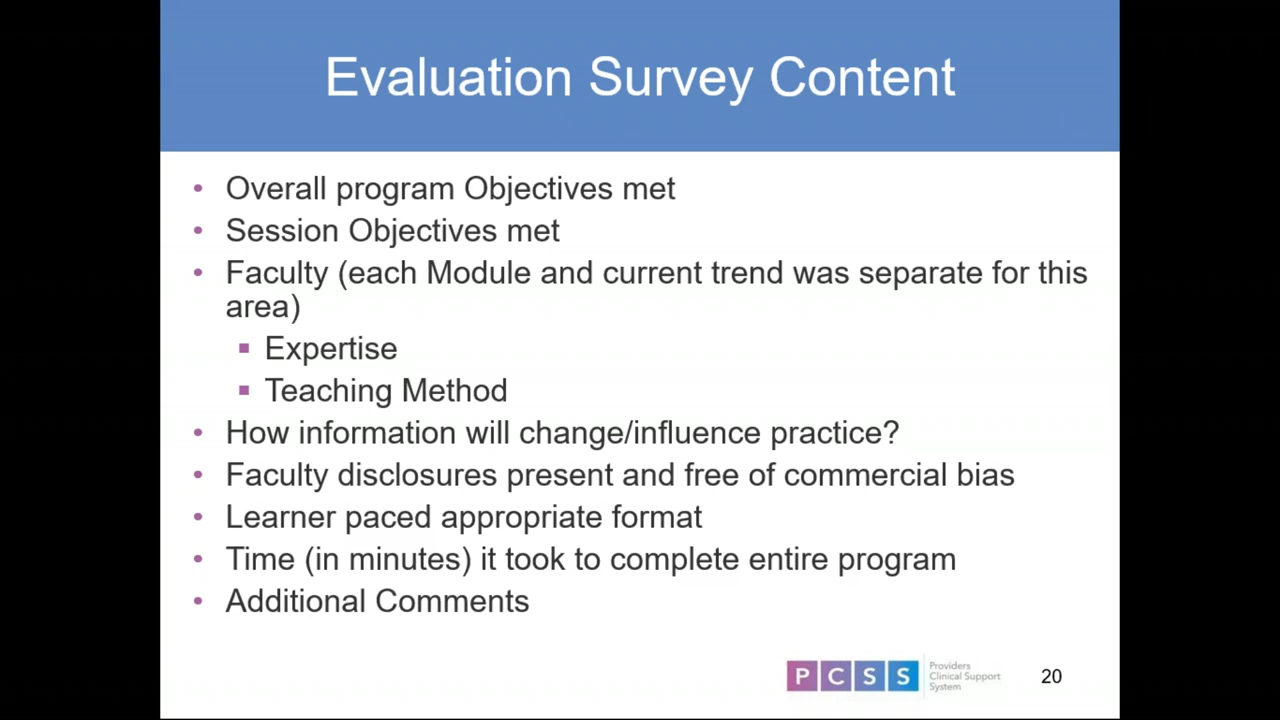 Evaluation Survey Content
• Overall program Objectives met
• Session Objectives met
• Faculty (each Module and current trend was separate for this
area)
▪ Expertise
▪ Teaching Method
• How information will change/influence practice?
• Faculty disclosures present and free of commercial bias
• Learner paced appropriate format
• Time (in minutes) it took to complete entire program
• Additional Comments
PCSS
Providers
Clinical Support
System
20